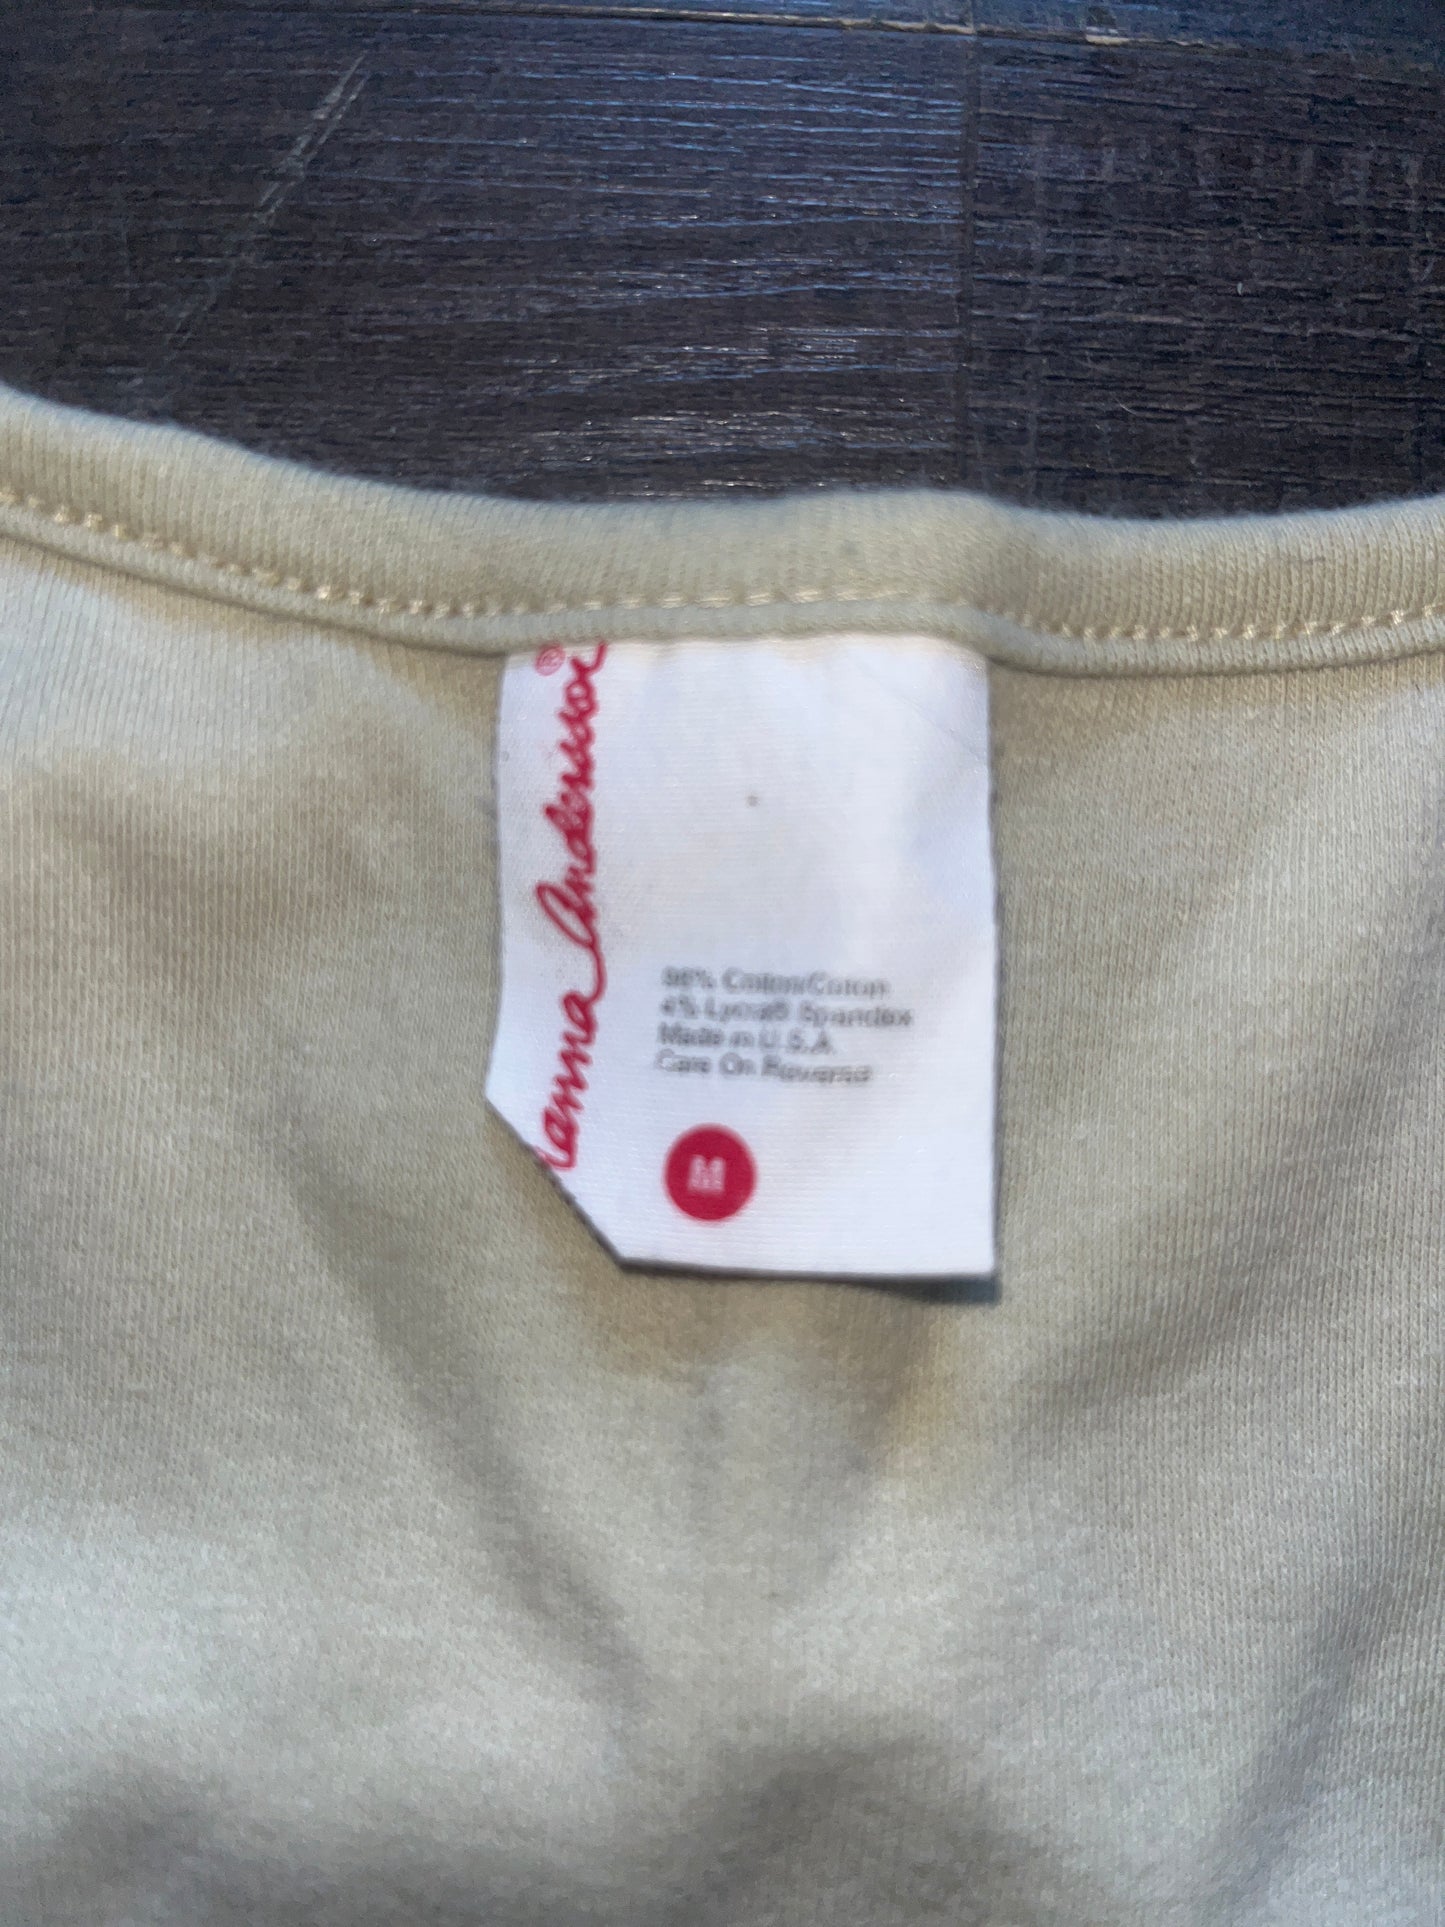 Hanna Andersson®
96% Cotton/Coton
4% Lycra® Spandex
Made in U.S.A.
Care On Reverse
M